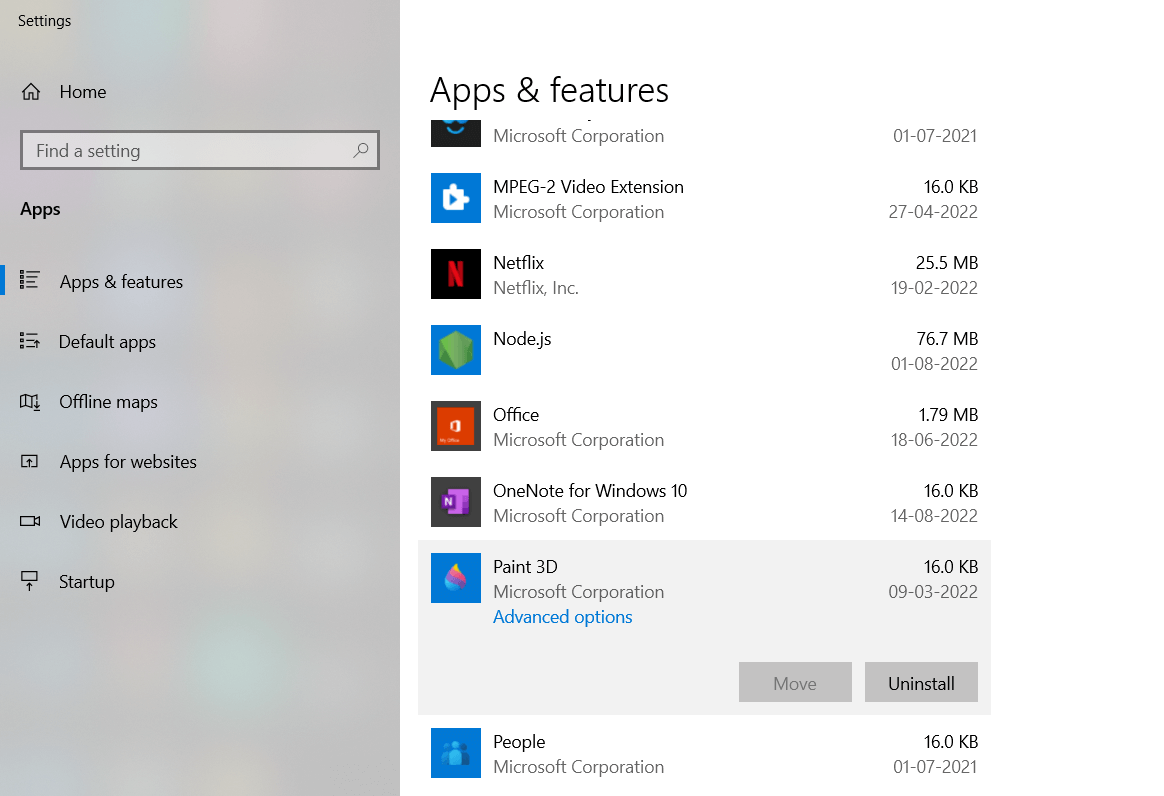 Settings
Home
Find a setting
Apps
Apps & features
Default apps
Offline maps
Apps for websites
Video playback
Startup
Apps & features
Microsoft Corporation 01-07-2021
MPEG-2 Video Extension 16.0 KB
Microsoft Corporation 27-04-2022
Netflix 25.5 MB
Netflix, Inc. 19-02-2022
Node.js 76.7 MB
01-08-2022
Office 1.79 MB
Microsoft Corporation 18-06-2022
OneNote for Windows 10 16.0 KB
Microsoft Corporation 14-08-2022
Paint 3D 16.0 KB
Microsoft Corporation 09-03-2022
Advanced options
Move Uninstall
People 16.0 KB
Microsoft Corporation 01-07-2021